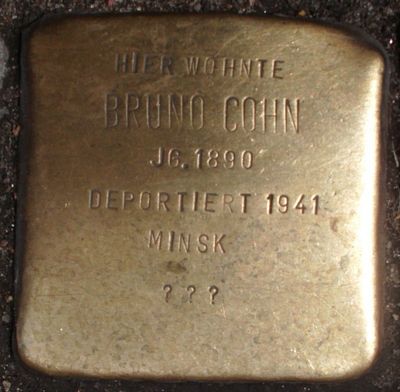 HIER WOHNTE
BRUNO COHN
JG. 1890
DEPORTIERT 1941
MINSK
? ? ?